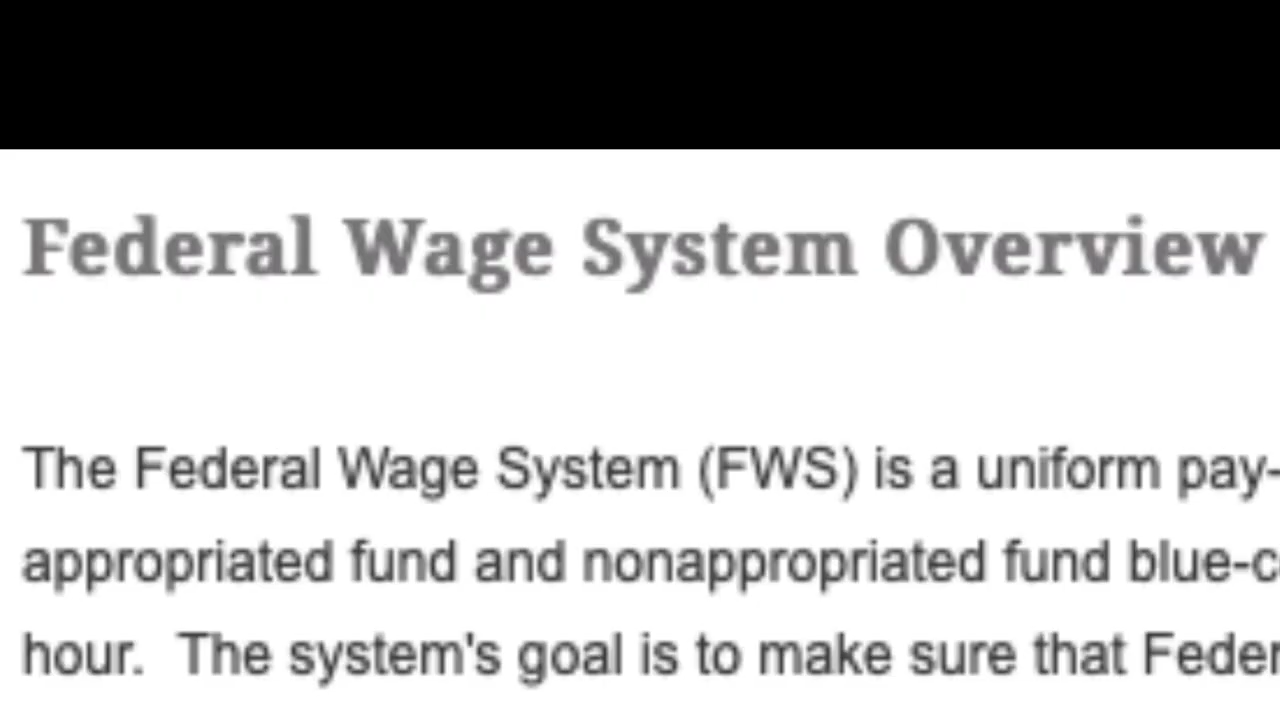 Federal Wage System Overview
The Federal Wage System (FWS) is a uniform pay-
appropriated fund and nonappropriated fund blue-c
hour.  The system's goal is to make sure that Feder